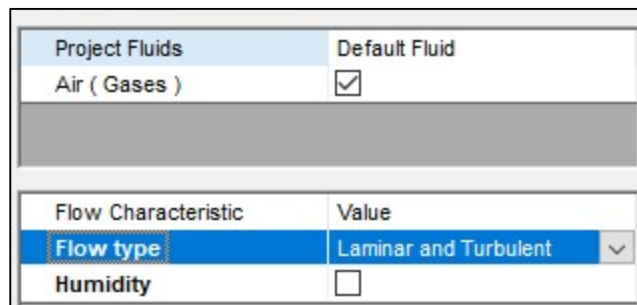 Project Fluids Default Fluid
Air ( Gases )
Flow Characteristic Value
Flow type Laminar and Turbulent
Humidity